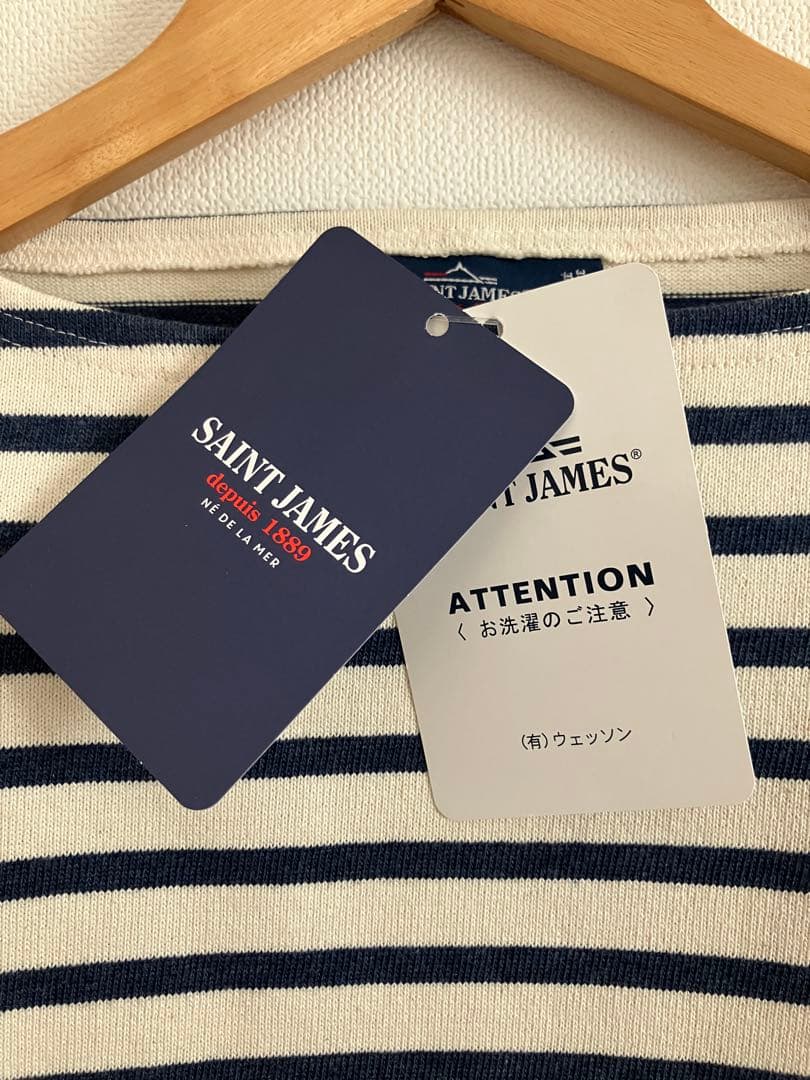 SAINT JAMES
depuis 1889
NÉ DE LA MER
JAMES®
ATTENTION
〈 お洗濯のご注意 〉
(有)ウェッソン
JAMES